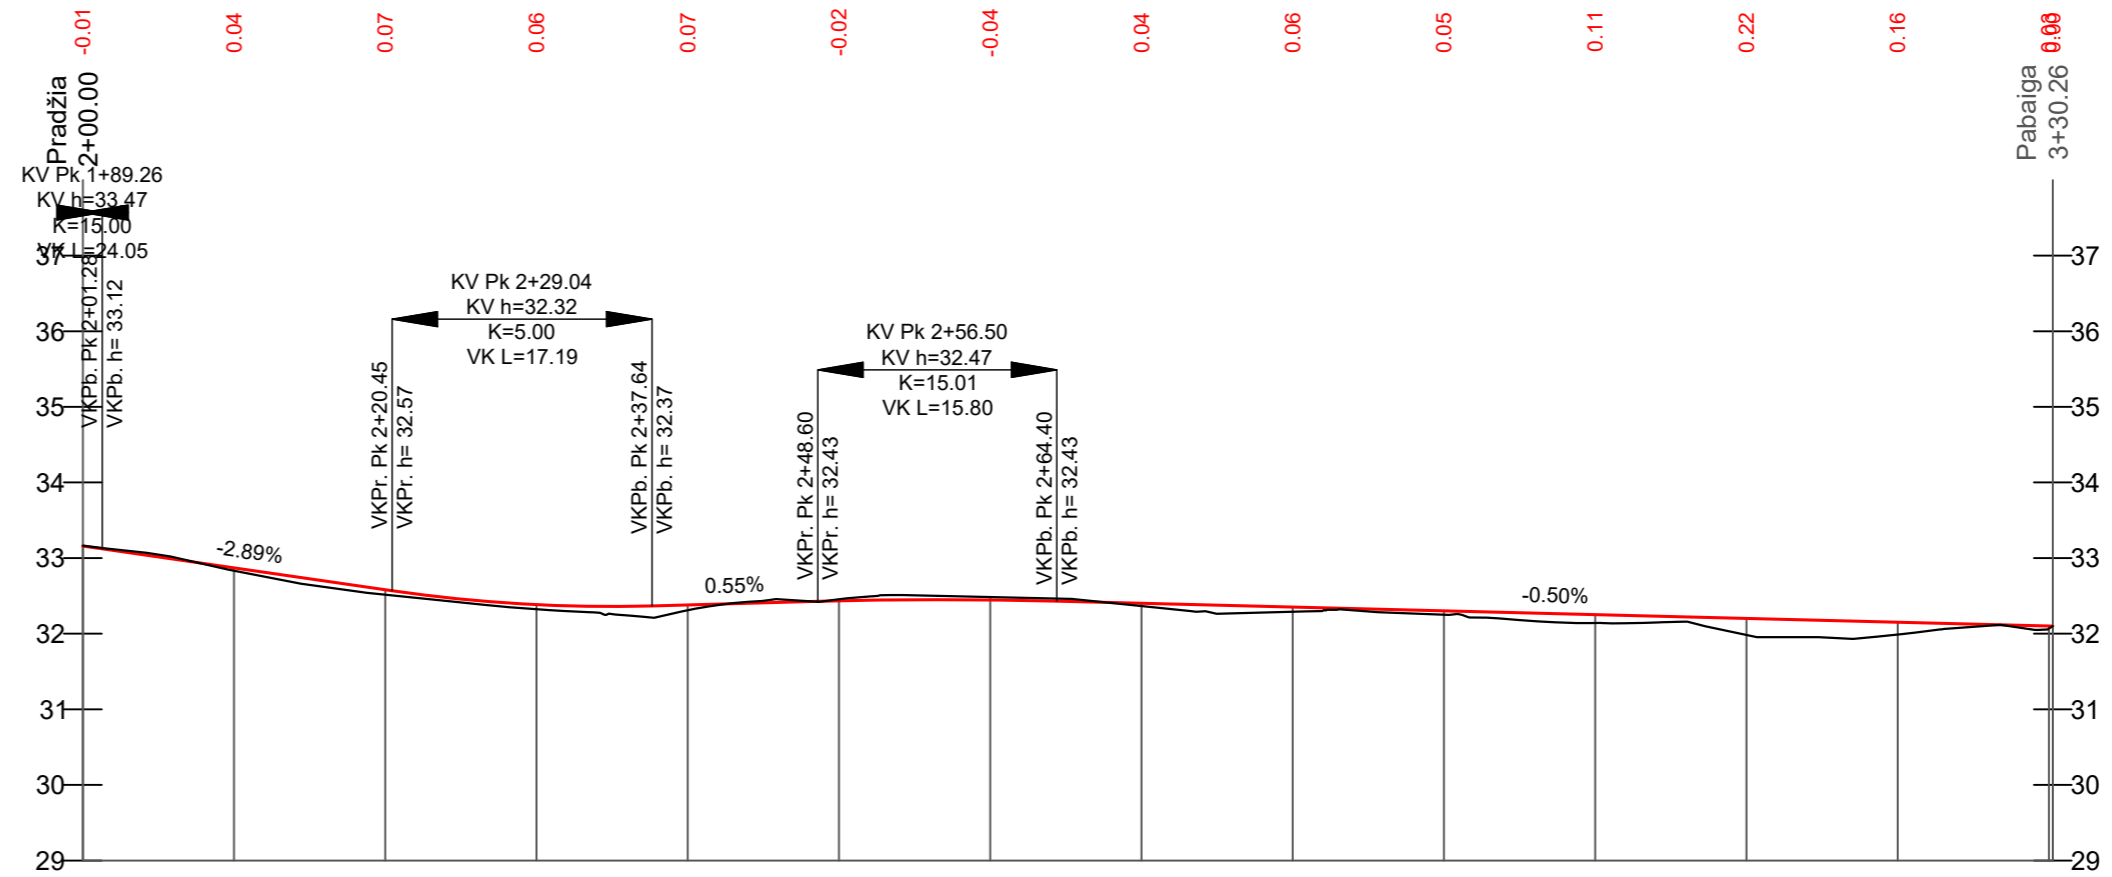 -0.01
0.04
0.07
0.06
0.07
-0.02
-0.04
0.04
0.06
0.05
0.11
0.22
0.16
0.00
Pradžia
2+00.00
Pabaiga
3+30.26
KV Pk 1+89.26
KV h=33.47
K=15.00
VK L=24.05
VKPb. Pk 2+01.28
VKPb. h= 33.12
KV Pk 2+29.04
KV h=32.32
K=5.00
VK L=17.19
VKPr. Pk 2+20.45
VKPr. h= 32.57
VKPb. Pk 2+37.64
VKPb. h= 32.37
KV Pk 2+56.50
KV h=32.47
K=15.01
VK L=15.80
VKPr. Pk 2+48.60
VKPr. h= 32.43
VKPb. Pk 2+64.40
VKPb. h= 32.43
-2.89%
0.55%
-0.50%
37
36
35
34
33
32
31
30
29
37
36
35
34
33
32
31
30
29